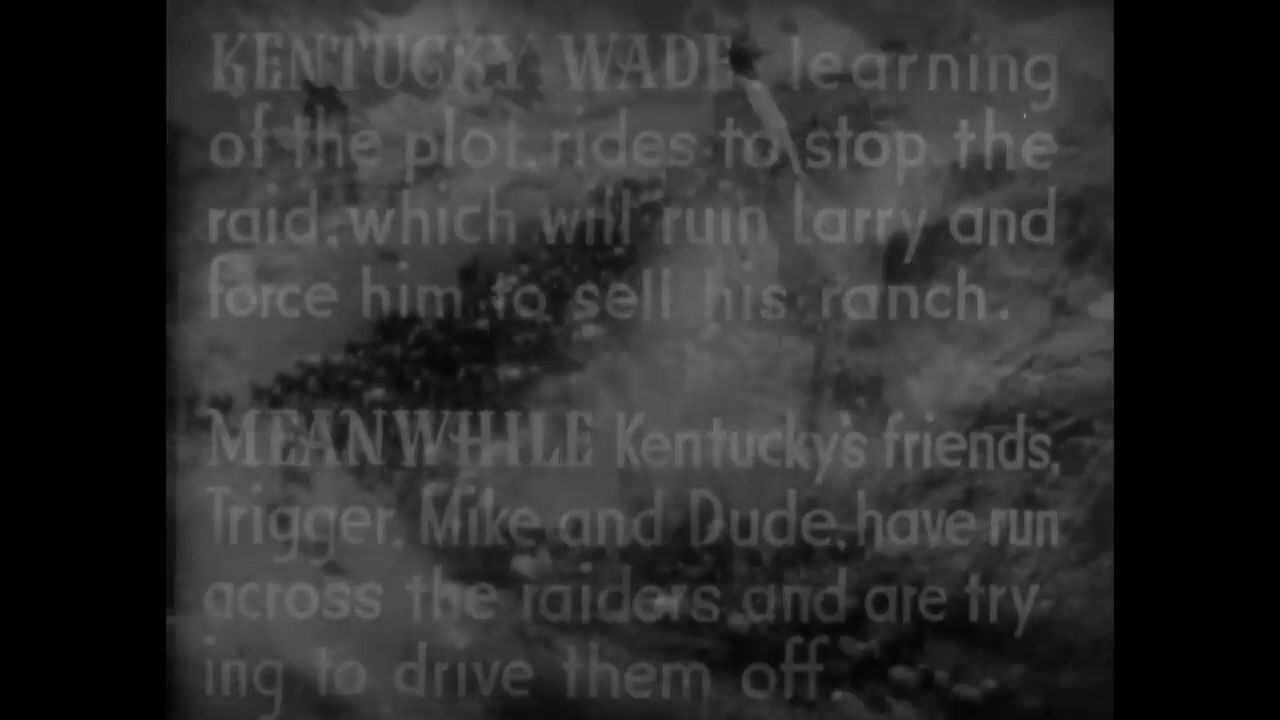 KENTUCKY WADE, learning
of the plot, rides to stop the
raid, which will ruin Larry and
force him to sell his ranch.
MEANWHILE Kentucky's friends,
Trigger, Mike and Dude, have run
across the raiders and are try
ing to drive them off.